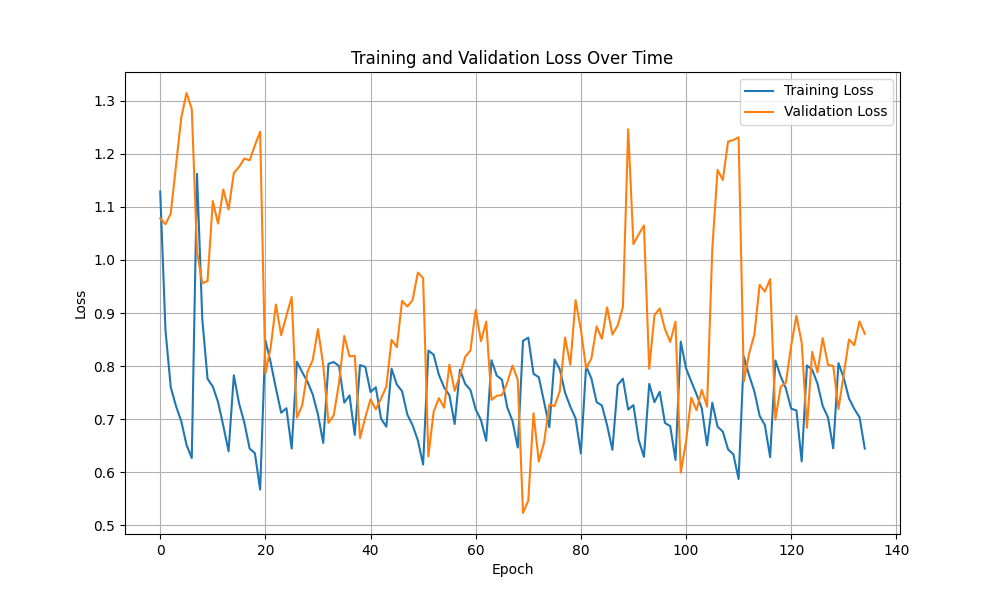 Training and Validation Loss Over Time
Training Loss
Validation Loss
1.3
1.2
1.1
1.0
0.9
0.8
0.7
0.6
0.5
Loss
0 20 40 60 80 100 120 140
Epoch